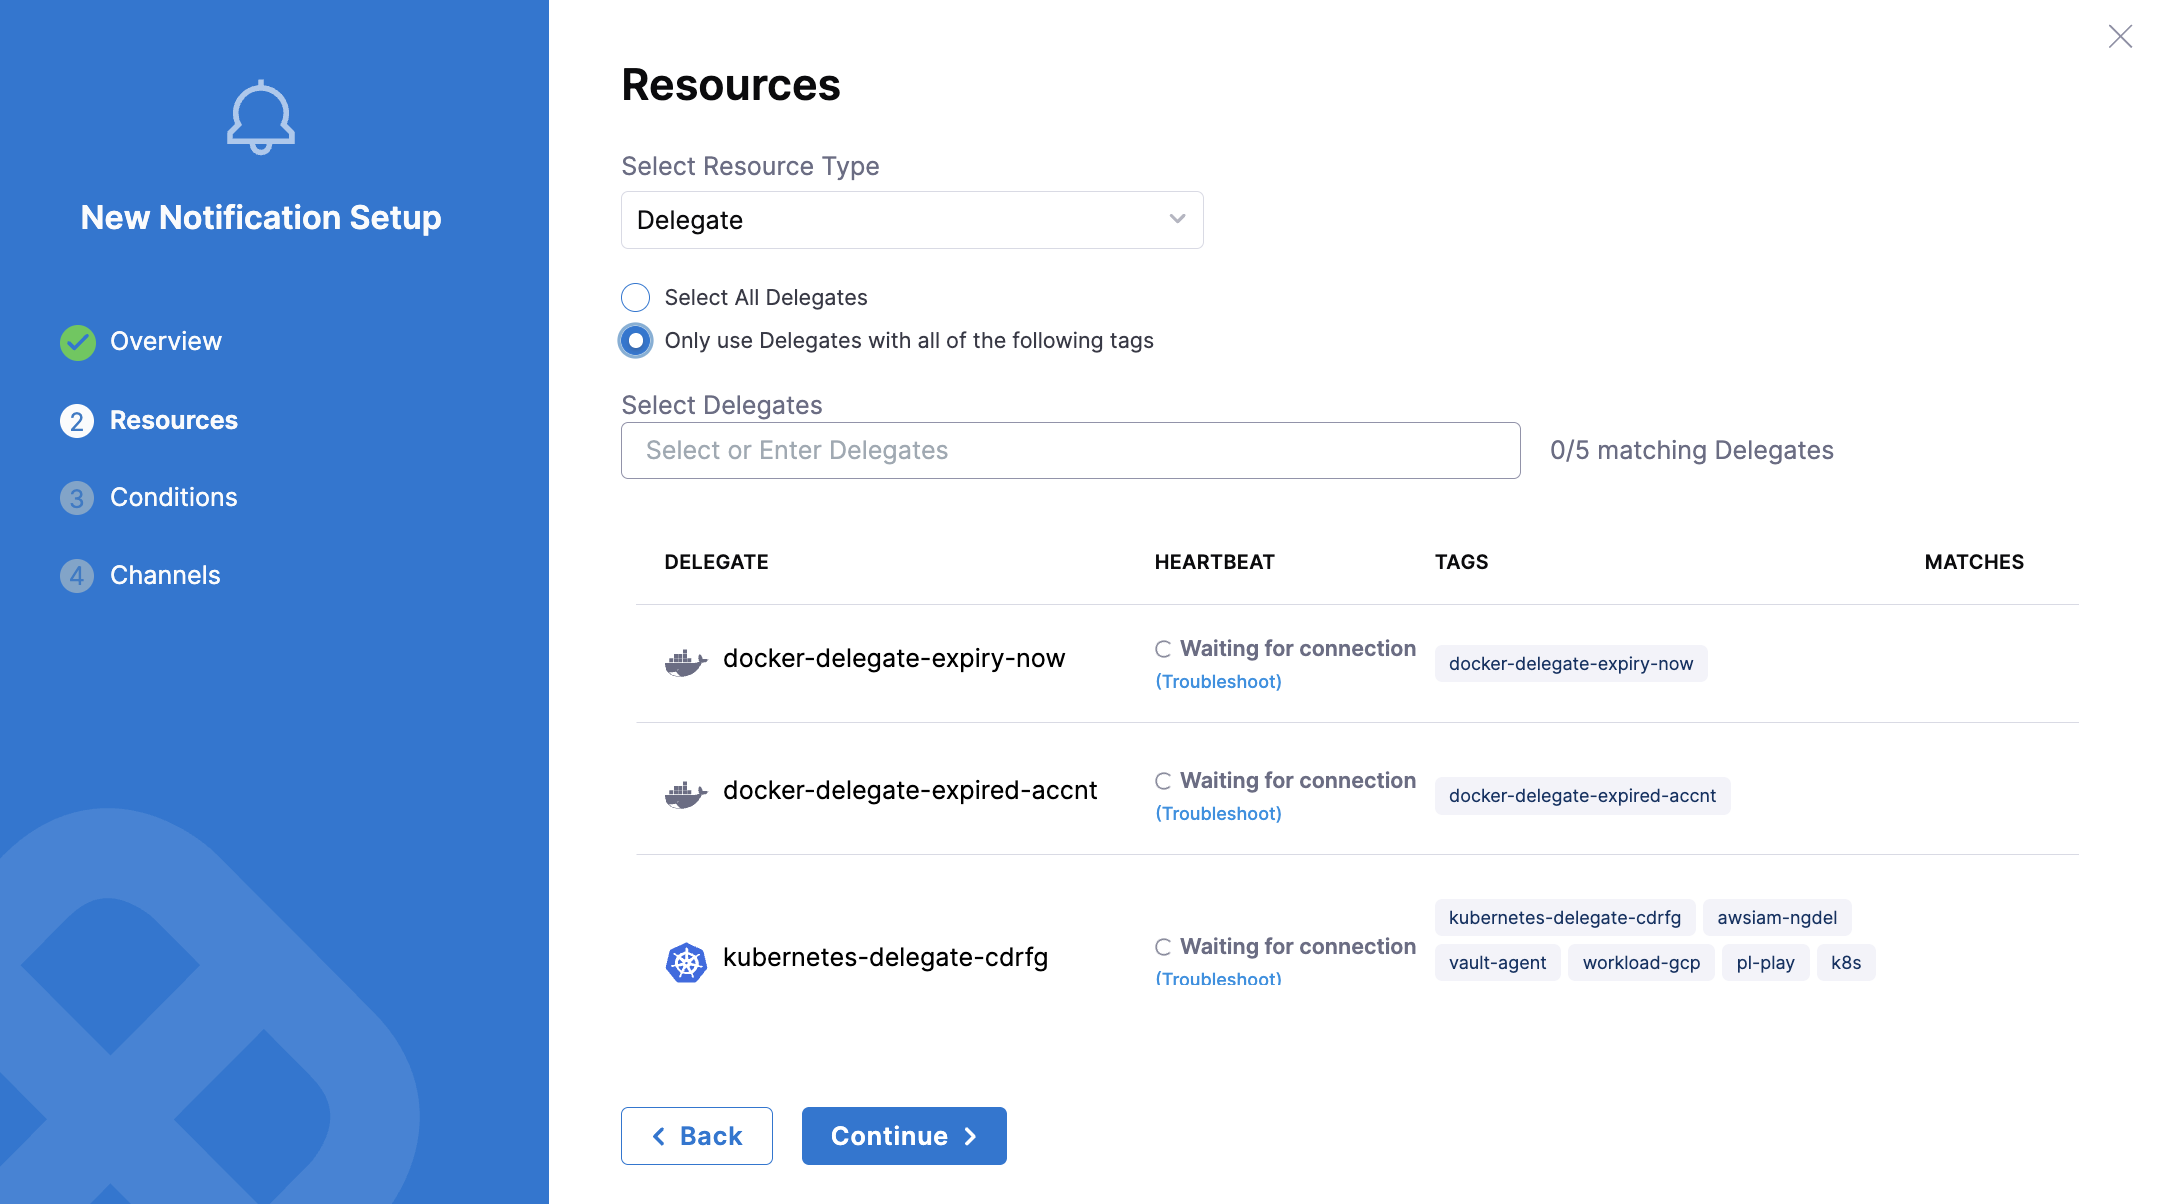 New Notification Setup
Overview
2 Resources
3 Conditions
4 Channels
Resources
Select Resource Type
Delegate
Select All Delegates
Only use Delegates with all of the following tags
Select Delegates
Select or Enter Delegates
0/5 matching Delegates
DELEGATE HEARTBEAT TAGS MATCHES
docker-delegate-expiry-now Waiting for connection docker-delegate-expiry-now
(Troubleshoot)
docker-delegate-expired-accnt Waiting for connection docker-delegate-expired-accnt
(Troubleshoot)
kubernetes-delegate-cdrfg awsiam-ngdel
kubernetes-delegate-cdrfg Waiting for connection vault-agent workload-gcp pl-play k8s
(Troubleshoot)
Back Continue